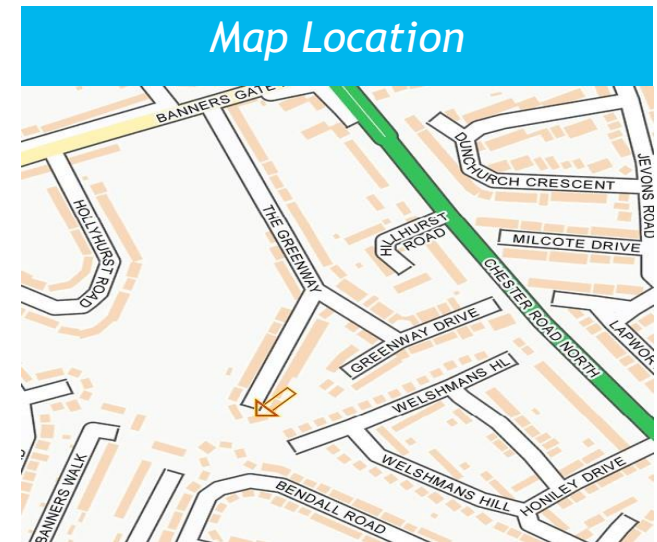 Map Location
BANNERS GATE
DUNCHURCH CRESCENT
JEVONS ROAD
HOLLYHURST ROAD
THE GREENWAY
HILLHURST
ROAD
MILCOTE DRIVE
CHESTER ROAD NORTH
GREENWAY DRIVE
WELSHMANS HL
WELSHMANS HILL
HONILEY DRIVE
BENDALL ROAD
BANNERS WALK